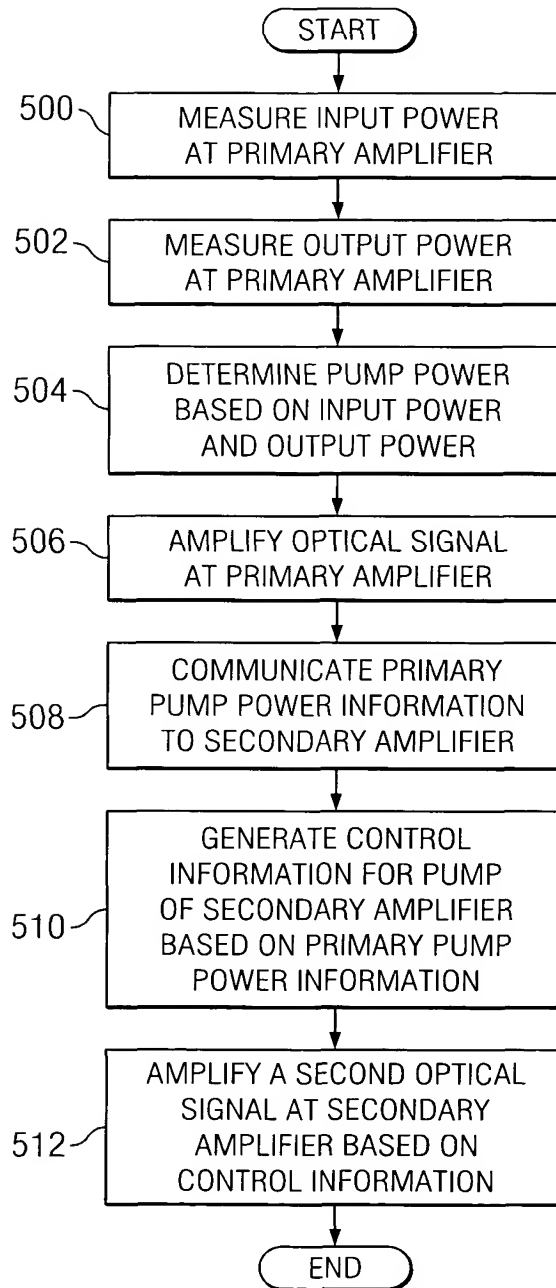 START
500
MEASURE INPUT POWER
AT PRIMARY AMPLIFIER
502
MEASURE OUTPUT POWER
AT PRIMARY AMPLIFIER
504
DETERMINE PUMP POWER
BASED ON INPUT POWER
AND OUTPUT POWER
506
AMPLIFY OPTICAL SIGNAL
AT PRIMARY AMPLIFIER
508
COMMUNICATE PRIMARY
PUMP POWER INFORMATION
TO SECONDARY AMPLIFIER
510
GENERATE CONTROL
INFORMATION FOR PUMP
OF SECONDARY AMPLIFIER
BASED ON PRIMARY PUMP
POWER INFORMATION
512
AMPLIFY A SECOND OPTICAL
SIGNAL AT SECONDARY
AMPLIFIER BASED ON
CONTROL INFORMATION
END